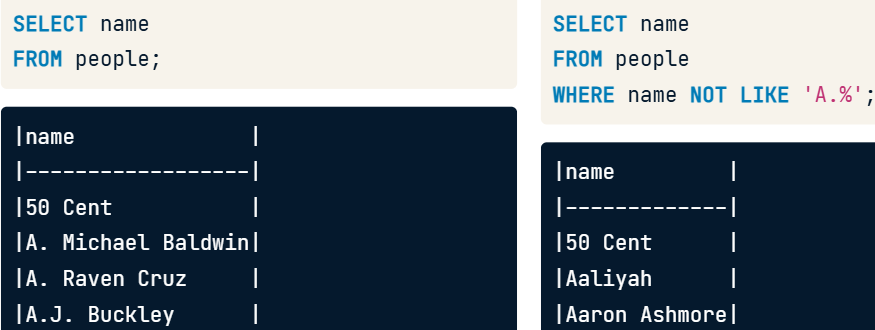 SELECT name
FROM people;
|name              |
|------------------|
|50 Cent           |
|A. Michael Baldwin|
|A. Raven Cruz     |
|A.J. Buckley      |
SELECT name
FROM people
WHERE name NOT LIKE 'A.%';
|name         |
|-------------|
|50 Cent      |
|Aaliyah      |
|Aaron Ashmore|